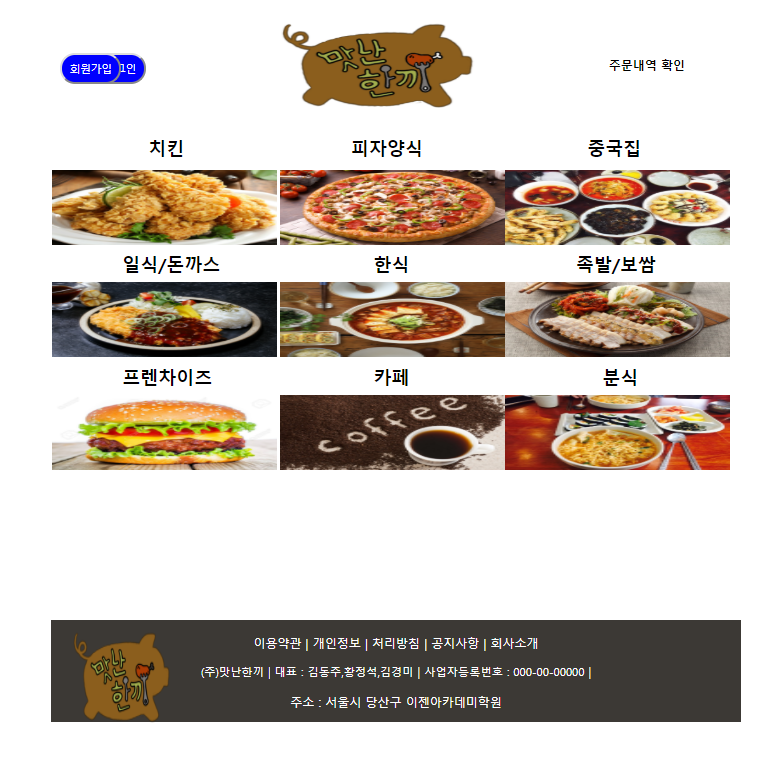 맛난
한끼
회원가입
인
주문내역 확인
치킨
피자양식
중국집
일식/돈까스
한식
족발/보쌈
프렌차이즈
카페
분식
coffee
맛난
한끼
이용약관 | 개인정보 | 처리방침 | 공지사항 | 회사소개
(주)맛난한끼 | 대표 : 김동주,황정석,김경미 | 사업자등록번호 : 000-00-00000 |
주소 : 서울시 당산구 이젠아카데미학원